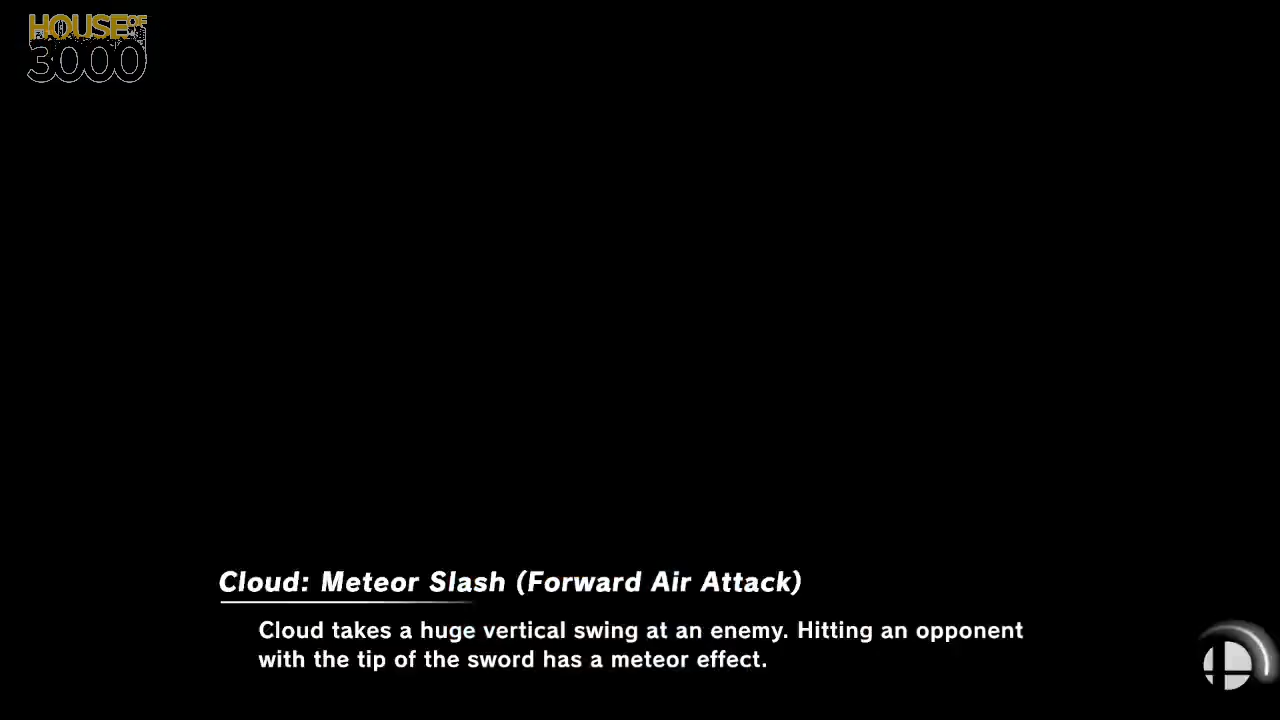 HOUSE OF
3000
Cloud: Meteor Slash (Forward Air Attack)
Cloud takes a huge vertical swing at an enemy. Hitting an opponent
with the tip of the sword has a meteor effect.